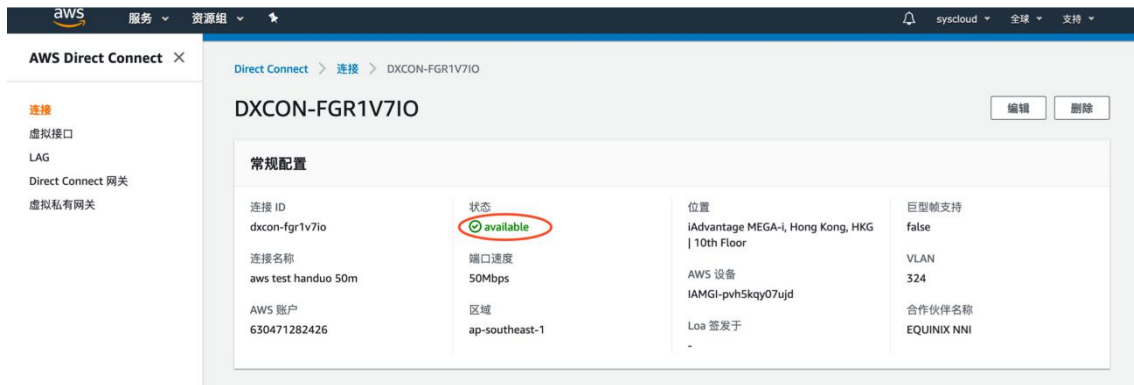 aws 服务 资源组 syscloud 全球 支持
AWS Direct Connect
Direct Connect > 连接 > DXCON-FGR1V7IO
DXCON-FGR1V7IO
编辑 删除
连接
虚拟接口
LAG
Direct Connect 网关
虚拟私有网关
常规配置
连接 ID
dxcon-fgr1v7io
连接名称
aws test handuo 50m
AWS 账户
630471282426
状态
available
端口速度
50Mbps
区域
ap-southeast-1
位置
iAdvantage MEGA-i, Hong Kong, HKG
| 10th Floor
AWS 设备
IAMGI-pvh5kqy07ujd
Loa 签发于
-
巨型帧支持
false
VLAN
324
合作伙伴名称
EQUINIX NNI